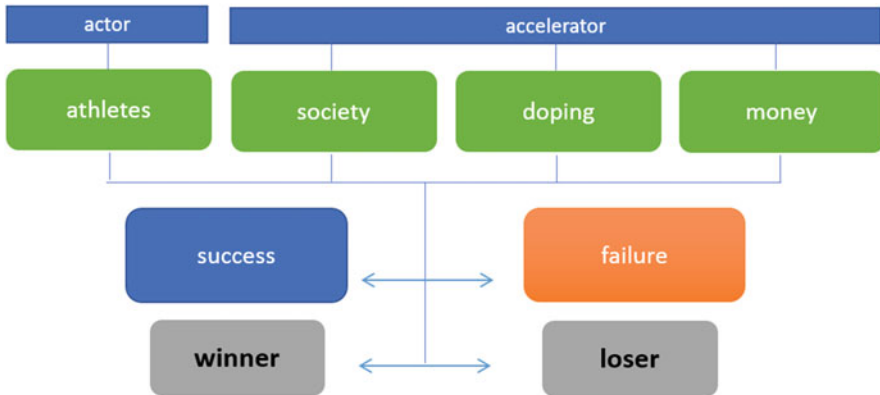 actor
accelerator
athletes
society
doping
money
success
failure
winner
loser